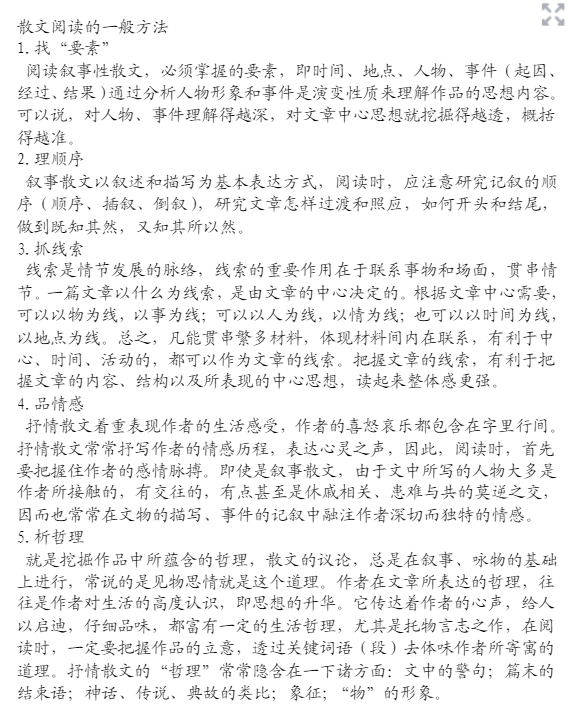 散文阅读的一般方法
1.找“要素”
阅读叙事性散文，必须掌握的要素，即时间、地点、人物、事件（起因、
经过、结果）通过分析人物形象和事件是演变性质来理解作品的思想内容。
可以说，对人物、事件理解得越深，对文章中心思想就挖掘得越透，概括
得越准。
2.理顺序
叙事散文以叙述和描写为基本表达方式，阅读时，应注意研究记叙的顺
序（顺序、插叙、倒叙），研究文章怎样过渡和照应，如何开头和结尾，
做到既知其然，又知其所以然。
3.抓线索
线索是情节发展的脉络，线索的重要作用在于联系事物和场面，贯串情
节。一篇文章以什么为线索，是由文章的中心决定的。根据文章中心需要，
可以以物为线，以事为线；可以以人为线，以情为线；也可以以时间为线，
以地点为线。总之，凡能贯串繁多材料，体现材料间内在联系，有利于中
心、时间、活动的，都可以作为文章的线索。把握文章的线索，有利于把
握文章的内容、结构以及所表现的中心思想，读起来整体感更强。
4.品情感
抒情散文着重表现作者的生活感受，作者的喜怒哀乐都包含在字里行间。
抒情散文常常抒写作者的情感历程，表达心灵之声，因此，阅读时，首先
要把握住作者的感情脉搏。即使是叙事散文，由于文中所写的人物大多是
作者所接触的，有交往的，有点甚至是休戚相关、患难与共的莫逆之交，
因而也常常在文物的描写、事件的记叙中融注作者深切而独特的情感。
5.析哲理
就是挖掘作品中所蕴含的哲理，散文的议论，总是在叙事、咏物的基础
上进行，常说的是见物思情就是这个道理。作者在文章所表达的哲理，往
往是作者对生活的高度认识，即思想的升华。它传达着作者的心声，给人
以启迪，仔细品味，都富有一定的生活哲理，尤其是托物言志之作，在阅
读时，一定要把握作品的立意，透过关键词语（段）去体味作者所寄寓的
道理。抒情散文的“哲理”常常隐含在一下诸方面：文中的警句；篇末的
结束语；神话、传说、典故的类比；象征；“物”的形象。